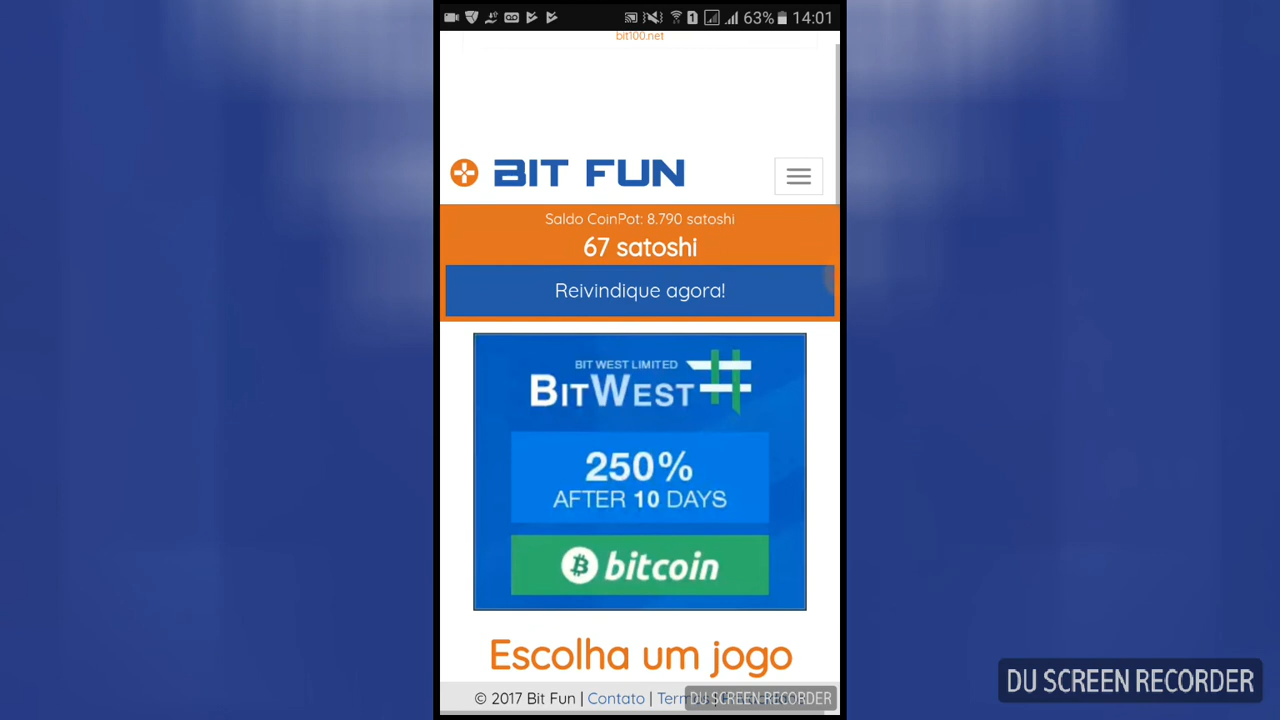 63% 14:01
bit100.net
BIT FUN
Saldo CoinPot: 8.790 satoshi
67 satoshi
Reivindique agora!
BIT WEST LIMITED
BITWEST
250%
AFTER 10 DAYS
bitcoin
Escolha um jogo
© 2017 Bit Fun | Contato |
DU SCREEN RECORDER
DU SCREEN RECORDER